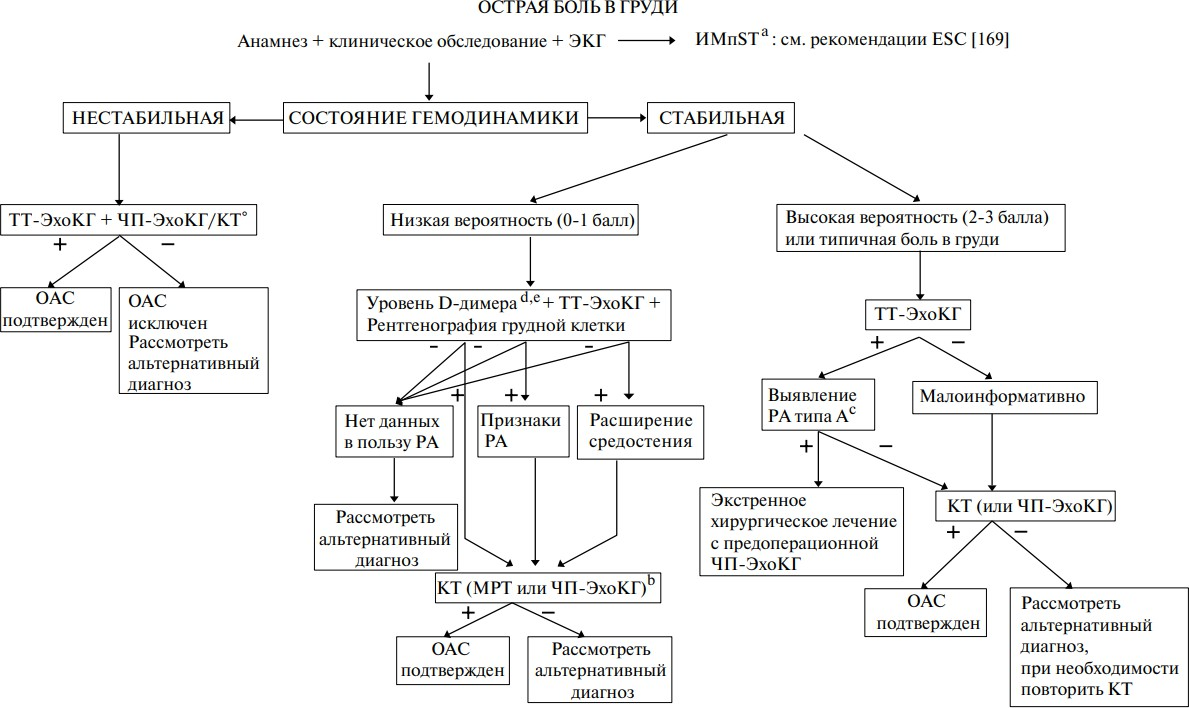 ОСТРАЯ БОЛЬ В ГРУДИ
Анамнез + клиническое обследование + ЭКГ
ИМпSTa : см. рекомендации ESC [169]
НЕСТАБИЛЬНАЯ
СОСТОЯНИЕ ГЕМОДИНАМИКИ
СТАБИЛЬНАЯ
ТТ-ЭхоКГ + ЧП-ЭхоКГ/КТ°
+
–
ОАС
подтвержден
ОАС
исключен
Рассмотреть
альтернативный
диагноз
Низкая вероятность (0-1 балл)
Уровень D-димера d,e + ТТ-ЭхоКГ +
Рентгенография грудной клетки
-
-
-
+
+
+
Нет данных
в пользу РА
Признаки
РА
Расширение
средостения
Рассмотреть
альтернативный
диагноз
КТ (МРТ или ЧП-ЭхоКГ)b
+
–
ОАС
подтвержден
Рассмотреть
альтернативный
диагноз
Высокая вероятность (2-3 балла)
или типичная боль в груди
ТТ-ЭхоКГ
+
–
Выявление
РА типа Аc
Малоинформативно
+
–
Экстренное
хирургическое лечение
с предоперационной
ЧП-ЭхоКГ
КТ (или ЧП-ЭхоКГ)
+
–
ОАС
подтвержден
Рассмотреть
альтернативный
диагноз,
при необходимости
повторить КТ